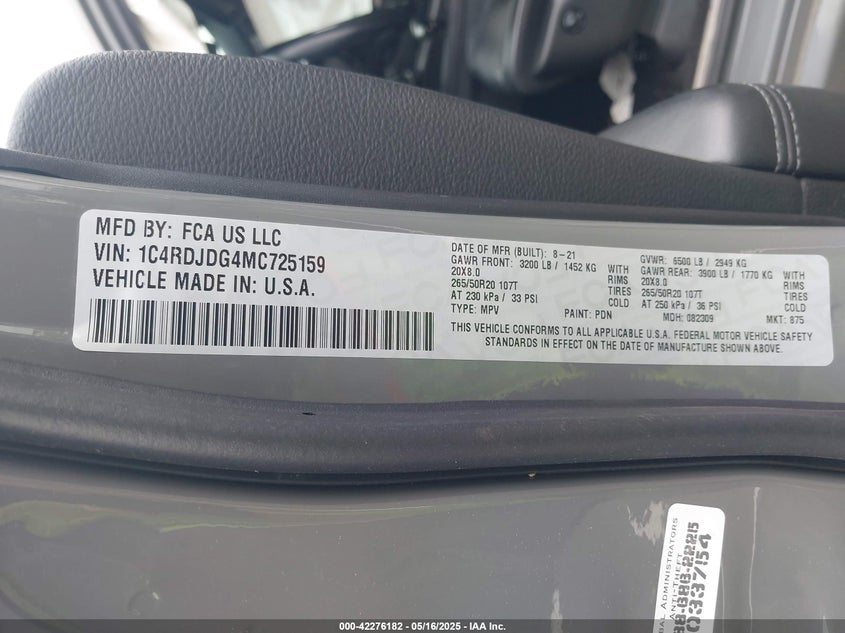 MFD BY: FCA US LLC
VIN: 1C4RDJDG4MC725159
VEHICLE MADE IN: U.S.A.
DATE OF MFR (BUILT): 8-21
GAWR FRONT: 3200 LB / 1452 KG WITH
20X8.0 RIMS
265/50R20 107T TIRES
AT 230 kPa / 33 PSI COLD
TYPE: MPV
PAINT: PDN
GVWR: 6500 LB / 2949 KG
GAWR REAR: 3900 LB / 1770 KG WITH
20X8.0 RIMS
265/50R20 107T TIRES
AT 250 kPa / 36 PSI COLD
MDH: 082309
MKT: 875
THIS VEHICLE CONFORMS TO ALL APPLICABLE U.S.A. FEDERAL MOTOR VEHICLE SAFETY
STANDARDS IN EFFECT ON THE DATE OF MANUFACTURE SHOWN ABOVE.
000-42276182 - 05/16/2025 - IAA Inc.